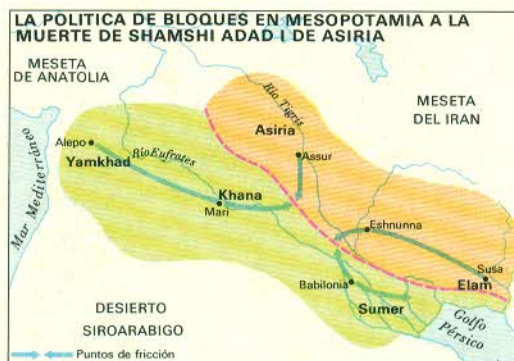 LA POLITICA DE BLOQUES EN MESOPOTAMIA A LA
MUERTE DE SHAMSHI ADAD I DE ASIRIA
MESETA
DE ANATOLIA
Mar Mediterráneo
Alepo
Yamkhad
Río Eufrates
Khana
Mari
Río Tigris
Asiria
Assur
MESETA
DEL IRAN
Eshnunna
Susa
Elam
Babilonia
Sumer
Golfo
Pérsico
DESIERTO
SIROARABIGO
Puntos de fricción